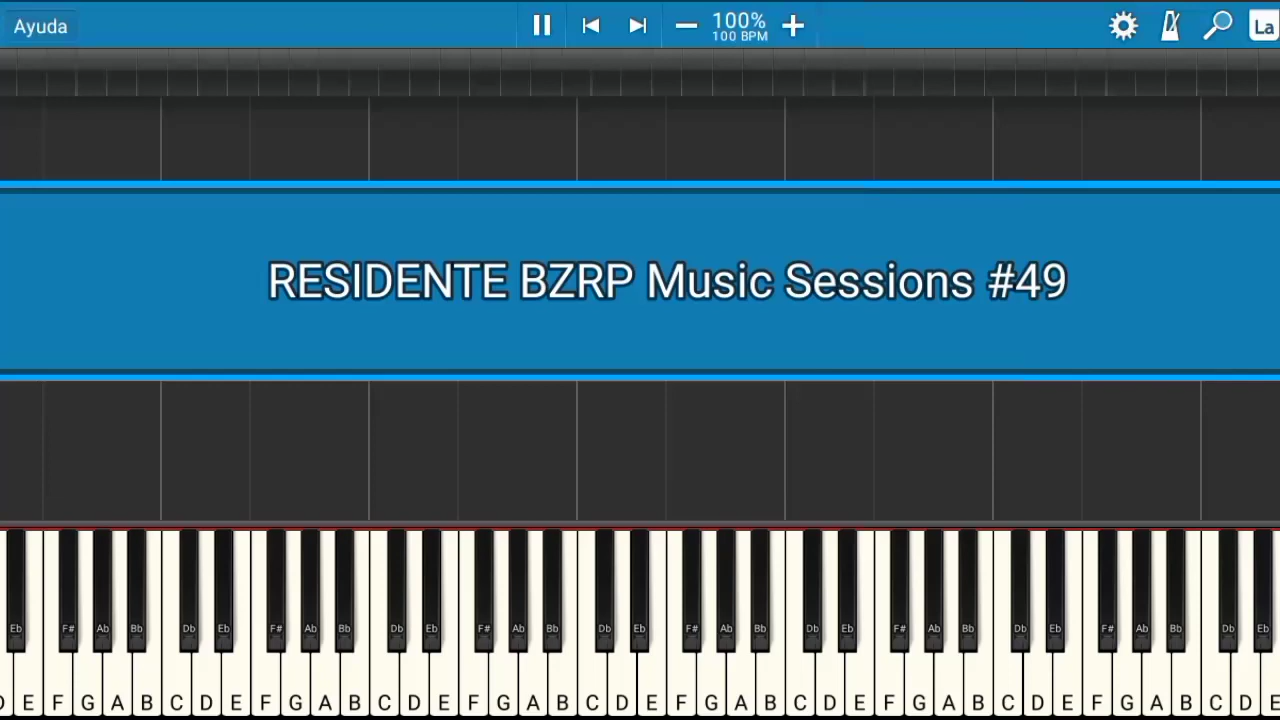 Ayuda
100%
100 BPM
La
RESIDENTE BZRP Music Sessions #49
Eb F# Ab Bb Db Eb F# Ab Bb Db Eb F# Ab Bb Db Eb F# Ab Bb Db Eb F# Ab Bb Db Eb F# Ab Bb Db Eb
D E F G A B C D E F G A B C D E F G A B C D E F G A B C D E F G A B C D E F G A B C D E